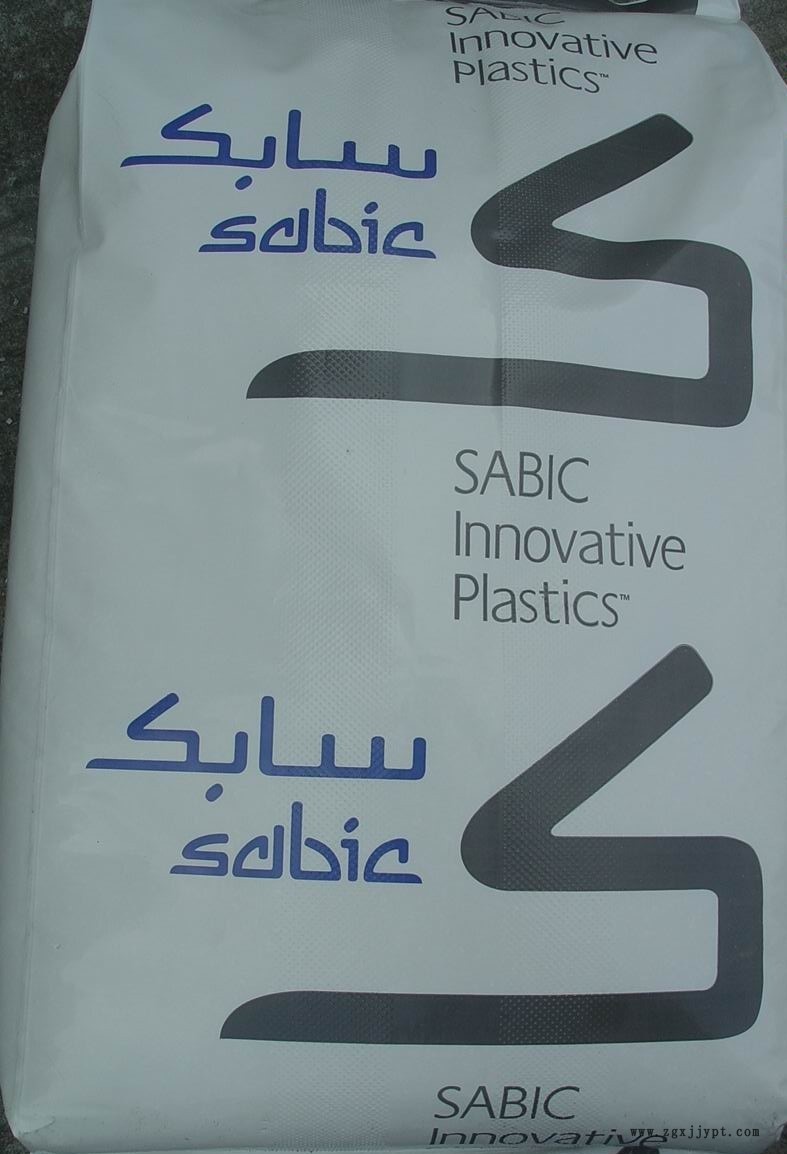 SABIC
Innovative
Plastics™
سابك
sabic
SABIC
Innovative
Plastics™
سابك
sabic
SABIC
Innovative
www.zgxjjypt.com